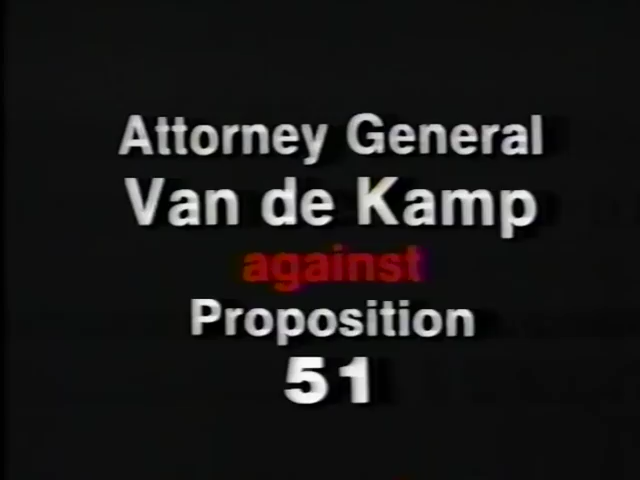 Attorney General
Van de Kamp
against
Proposition
51